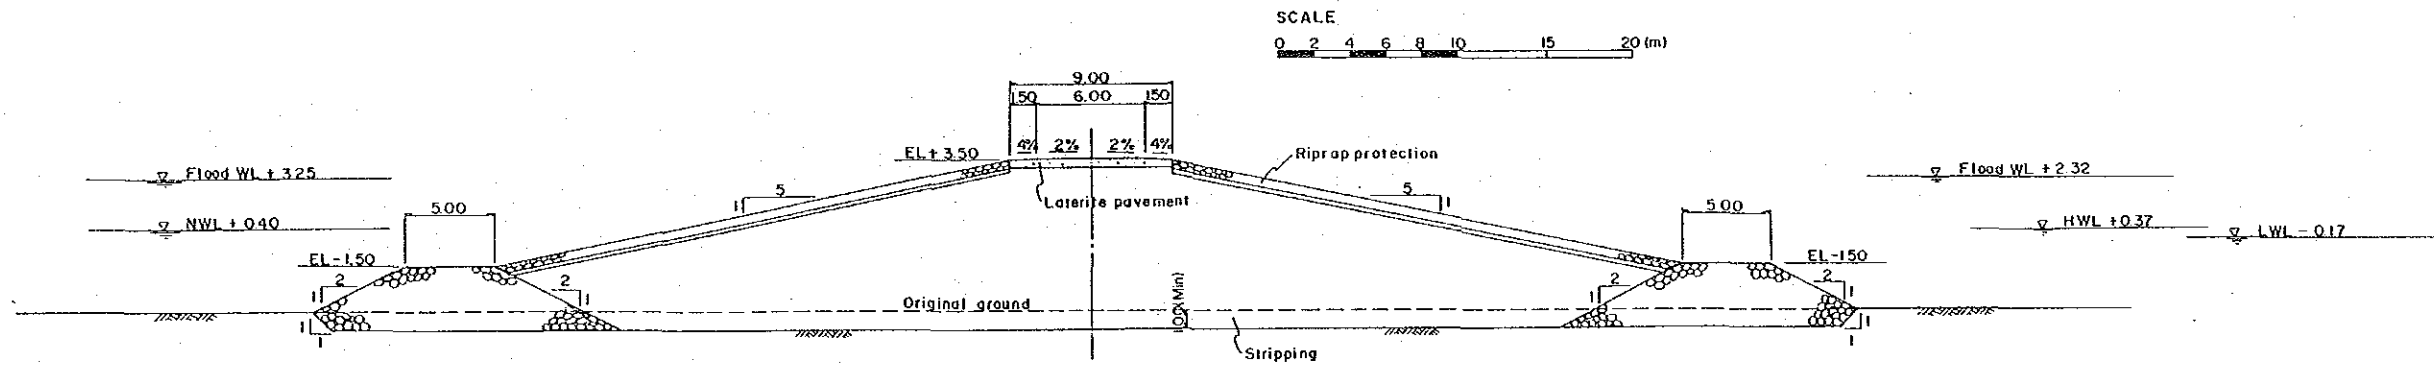 SCALE
0 2 4 6 8 10 15 20 (m)
9.00
1.50 6.00 1.50
4% 2% 2% 4%
EL + 3.50
Riprap protection
Flood WL + 3.25
Flood WL + 2.32
1 5
5 1
Laterite pavement
5.00
5.00
NWL + 0.40
HWL + 0.37
LWL - 0.17
EL - 1.50
EL - 1.50
1 2
2 1
1 2
2 1
Original ground
1.00 (Min)
1
1
1
1
Stripping